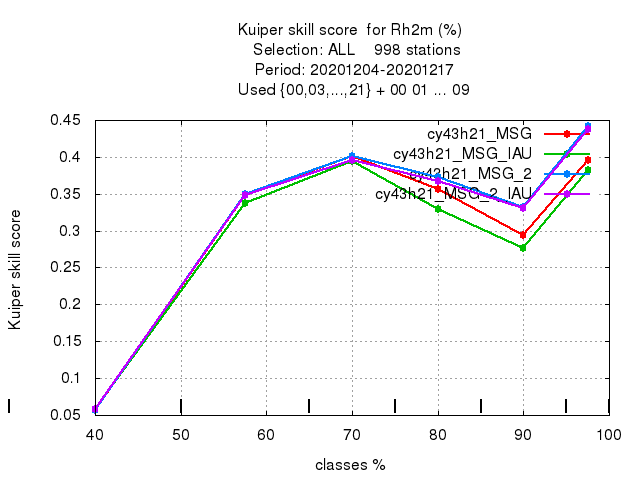 Kuiper skill score  for Rh2m (%)
Selection: ALL    998 stations
Period: 20201204-20201217
Used {00,03,...,21} + 00 01 ... 09
cy43h21_MSG
cy43h21_MSG_IAU
cy43h21_MSG_2
cy43h21_MSG_2_IAU
Kuiper skill score
0.45
0.4
0.35
0.3
0.25
0.2
0.15
0.1
0.05
40 50 60 70 80 90 100
classes %